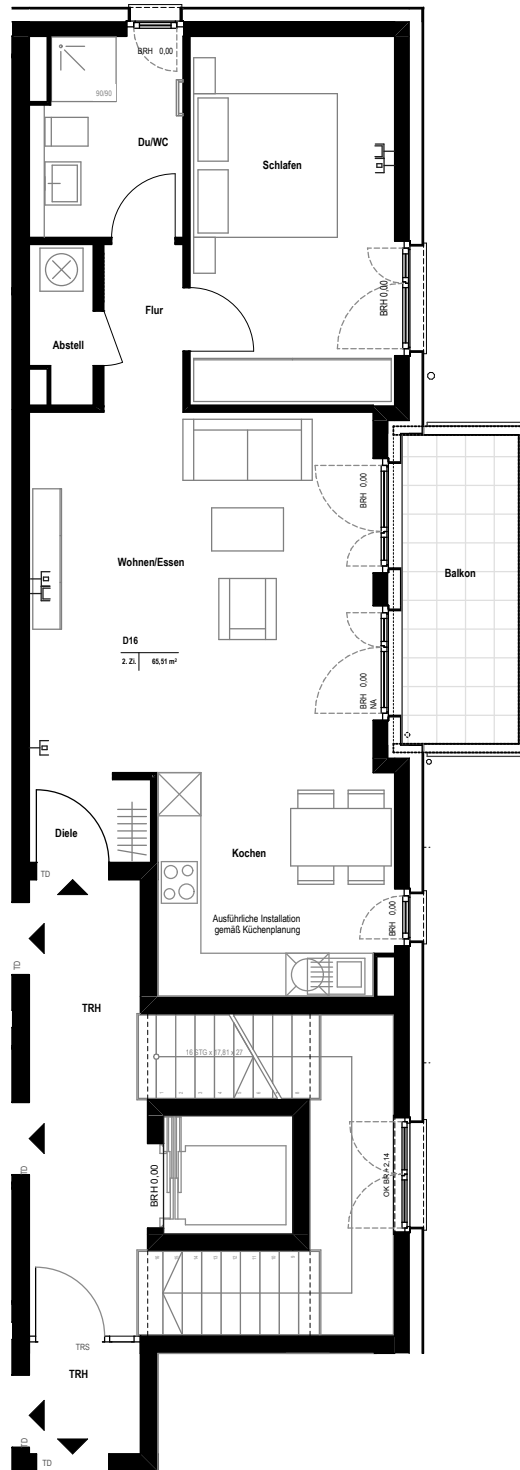 BRH 0,00
90/90
Du/WC
Schlafen
BRH 0,00
Flur
Abstell
BRH 0,00
Wohnen/Essen
Balkon
D16
2. Zi. 65,51 m²
BRH 0,00
NA
Diele
Kochen
TD
Ausführliche Installation
gemäß Küchenplanung
BRH 0,00
TD
TRH
16 STG x 17,81 x 27
TD
BRH 0,00
OK BR +2,14
TRS
TRH
TD
TD